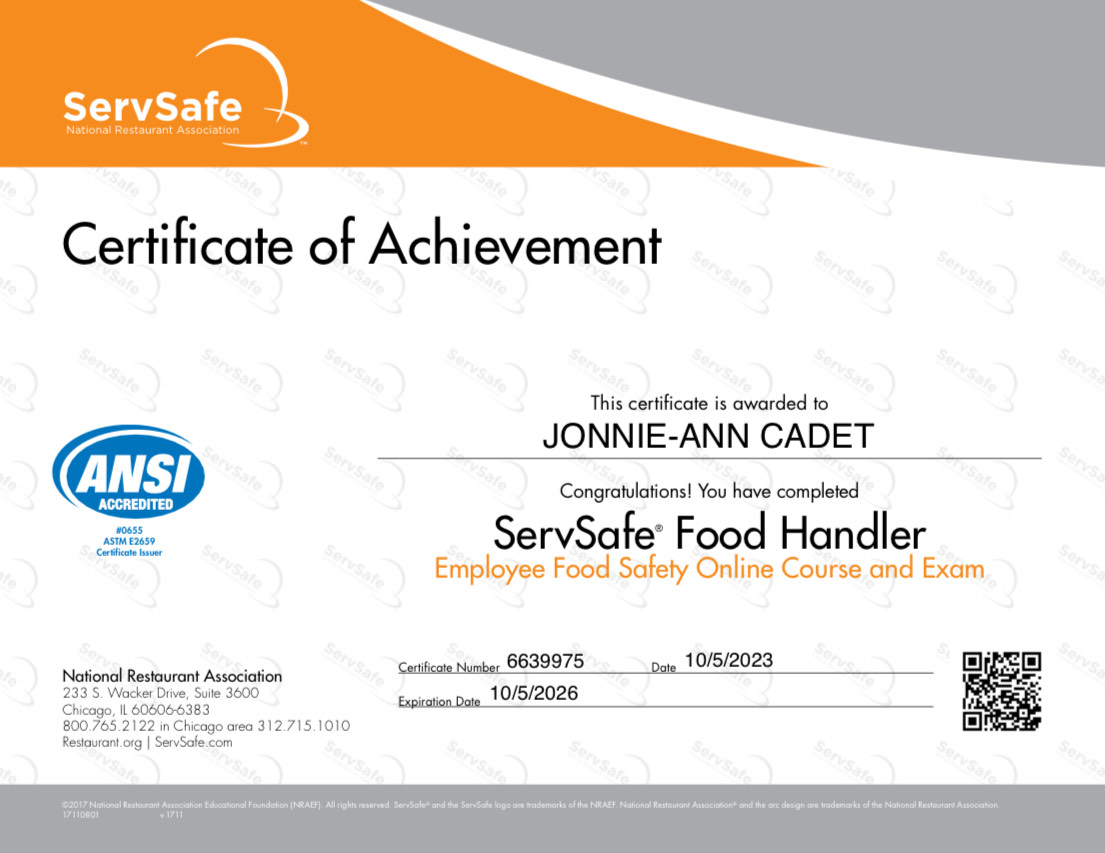 ServSafe
National Restaurant Association
™
Certificate of Achievement
This certificate is awarded to
JONNIE-ANN CADET
Congratulations! You have completed
ServSafe® Food Handler
Employee Food Safety Online Course and Exam
ANSI
ACCREDITED
#0655
ASTM E2659
Certificate Issuer
Certificate Number 6639975 Date 10/5/2023
Expiration Date 10/5/2026
National Restaurant Association
233 S. Wacker Drive, Suite 3600
Chicago, IL 60606-6383
800.765.2122 in Chicago area 312.715.1010
Restaurant.org | ServSafe.com
©2017 National Restaurant Association Educational Foundation (NRAEF). All rights reserved. ServSafe® and the ServSafe logo are trademarks of the NRAEF. National Restaurant Association® and the arc design are trademarks of the National Restaurant Association.
17110801 v.1711